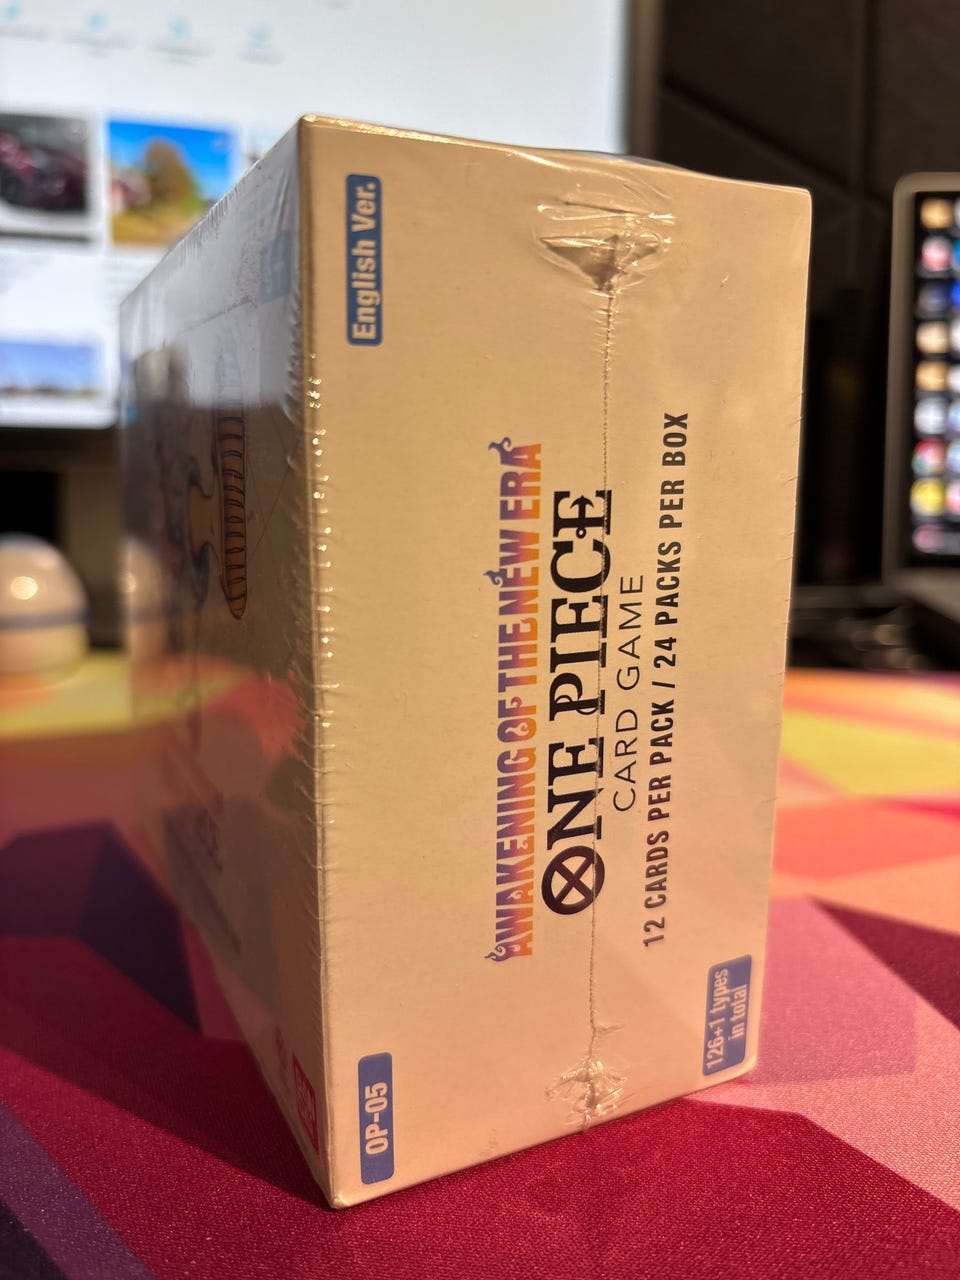 English Ver.
AWAKENING OF THE NEW ERA
ONE PIECE
CARD GAME
12 CARDS PER PACK / 24 PACKS PER BOX
OP-05
126+1 types
in total